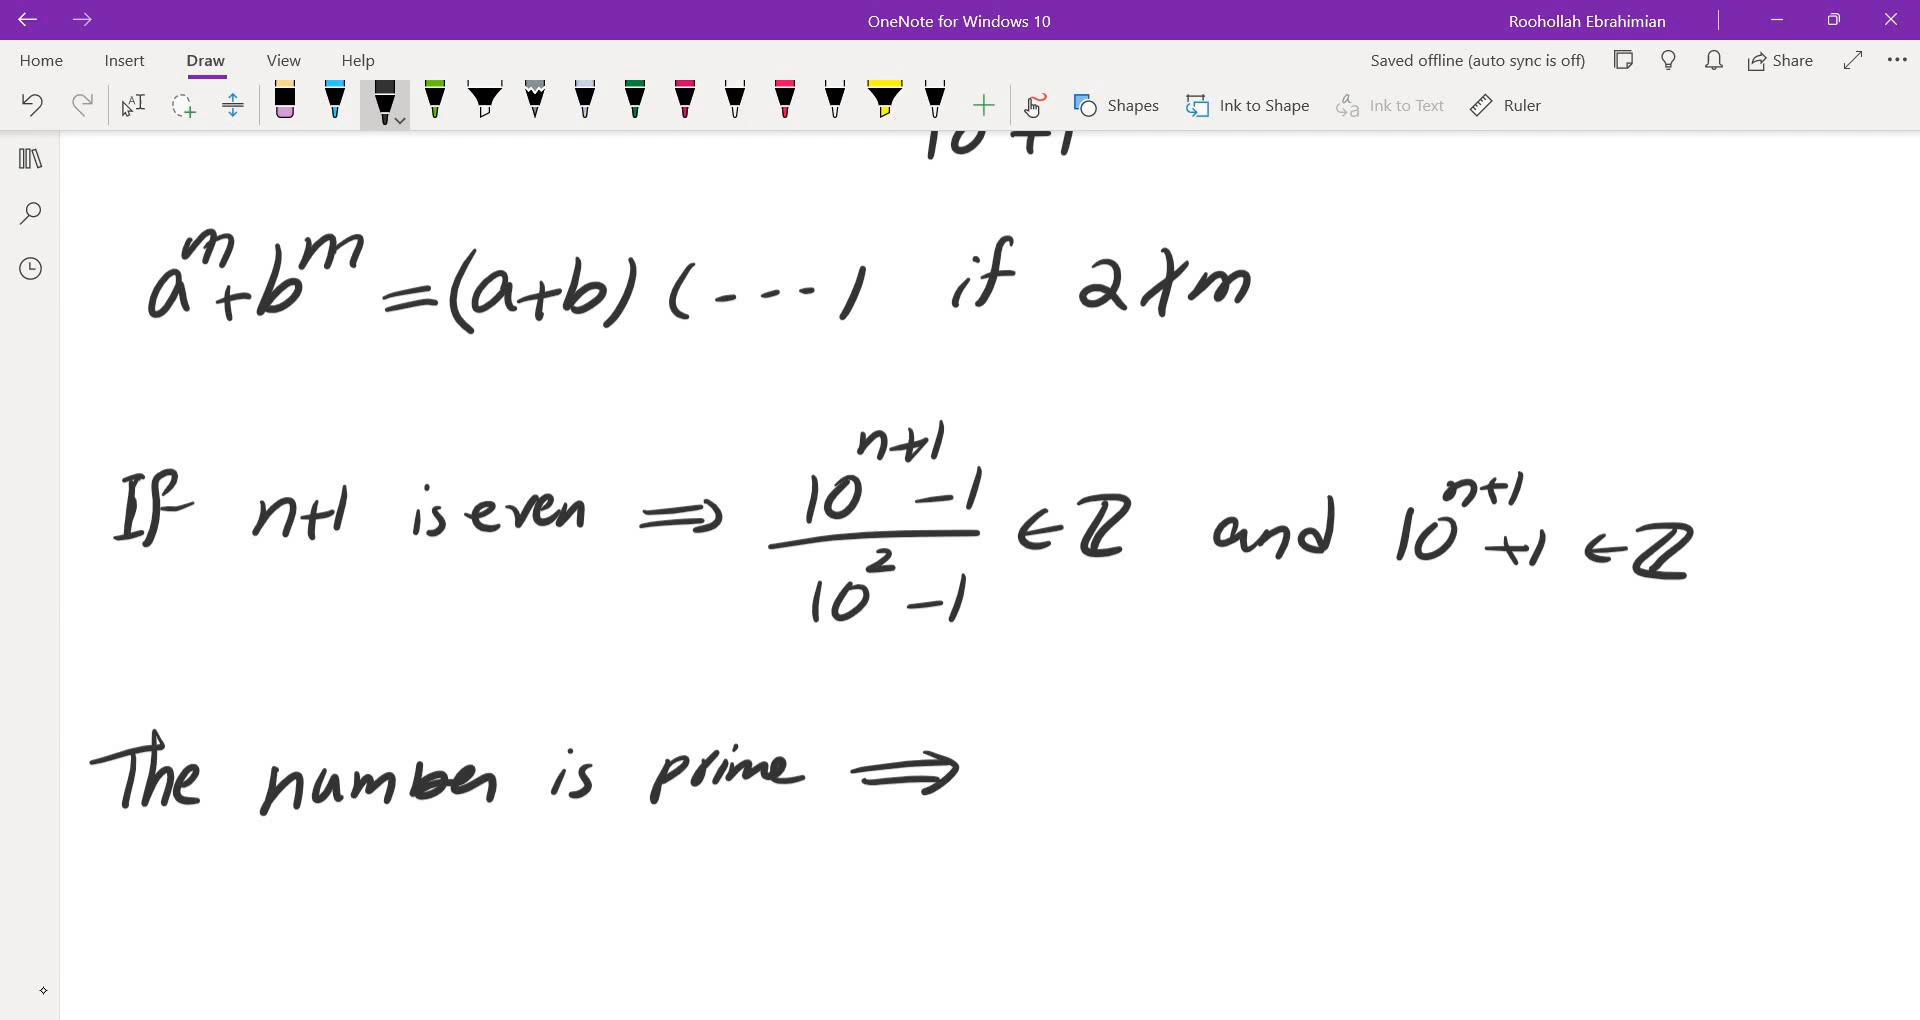 OneNote for Windows 10 Roohollah Ebrahimian
Home Insert Draw View Help Saved offline (auto sync is off) Share
Shapes Ink to Shape Ink to Text Ruler
10 +1
a^m + b^m = (a+b) (- - - -) if 2∤m
If n+1 is even ⟹ (10^{n+1} - 1)/(10^2 - 1) ∈ ℤ and 10^{n+1} + 1 ∈ ℤ
The number is prime ⟹